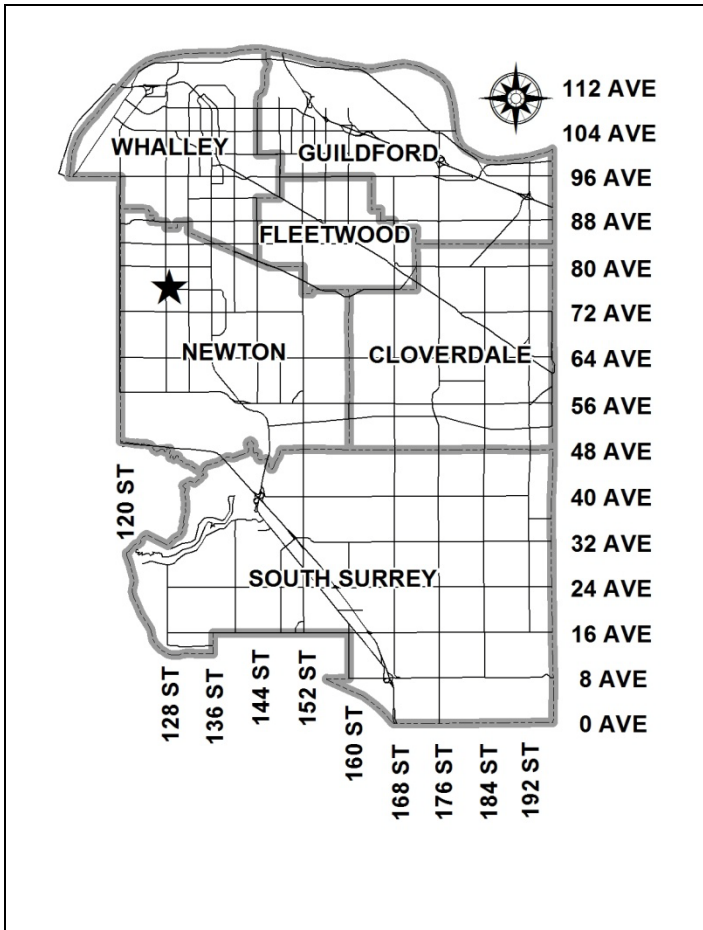 112 AVE
104 AVE
WHALLEY
GUILDFORD
96 AVE
88 AVE
FLEETWOOD
80 AVE
72 AVE
NEWTON
CLOVERDALE
64 AVE
56 AVE
48 AVE
120 ST
40 AVE
32 AVE
SOUTH SURREY
24 AVE
16 AVE
8 AVE
0 AVE
128 ST
136 ST
144 ST
152 ST
160 ST
168 ST
176 ST
184 ST
192 ST